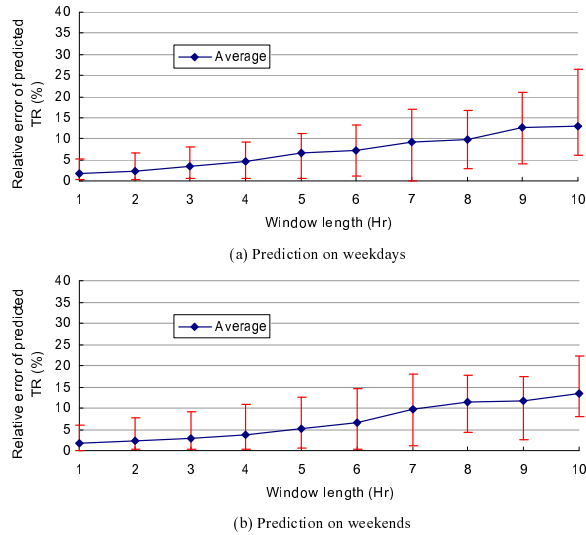 40
35
30
25
20
15
10
5
0
Relative error of predicted
TR (%)
Average
1 2 3 4 5 6 7 8 9 10
Window length (Hr)
(a) Prediction on weekdays
40
35
30
25
20
15
10
5
0
Relative error of predicted
TR (%)
Average
1 2 3 4 5 6 7 8 9 10
Window length (Hr)
(b) Prediction on weekends